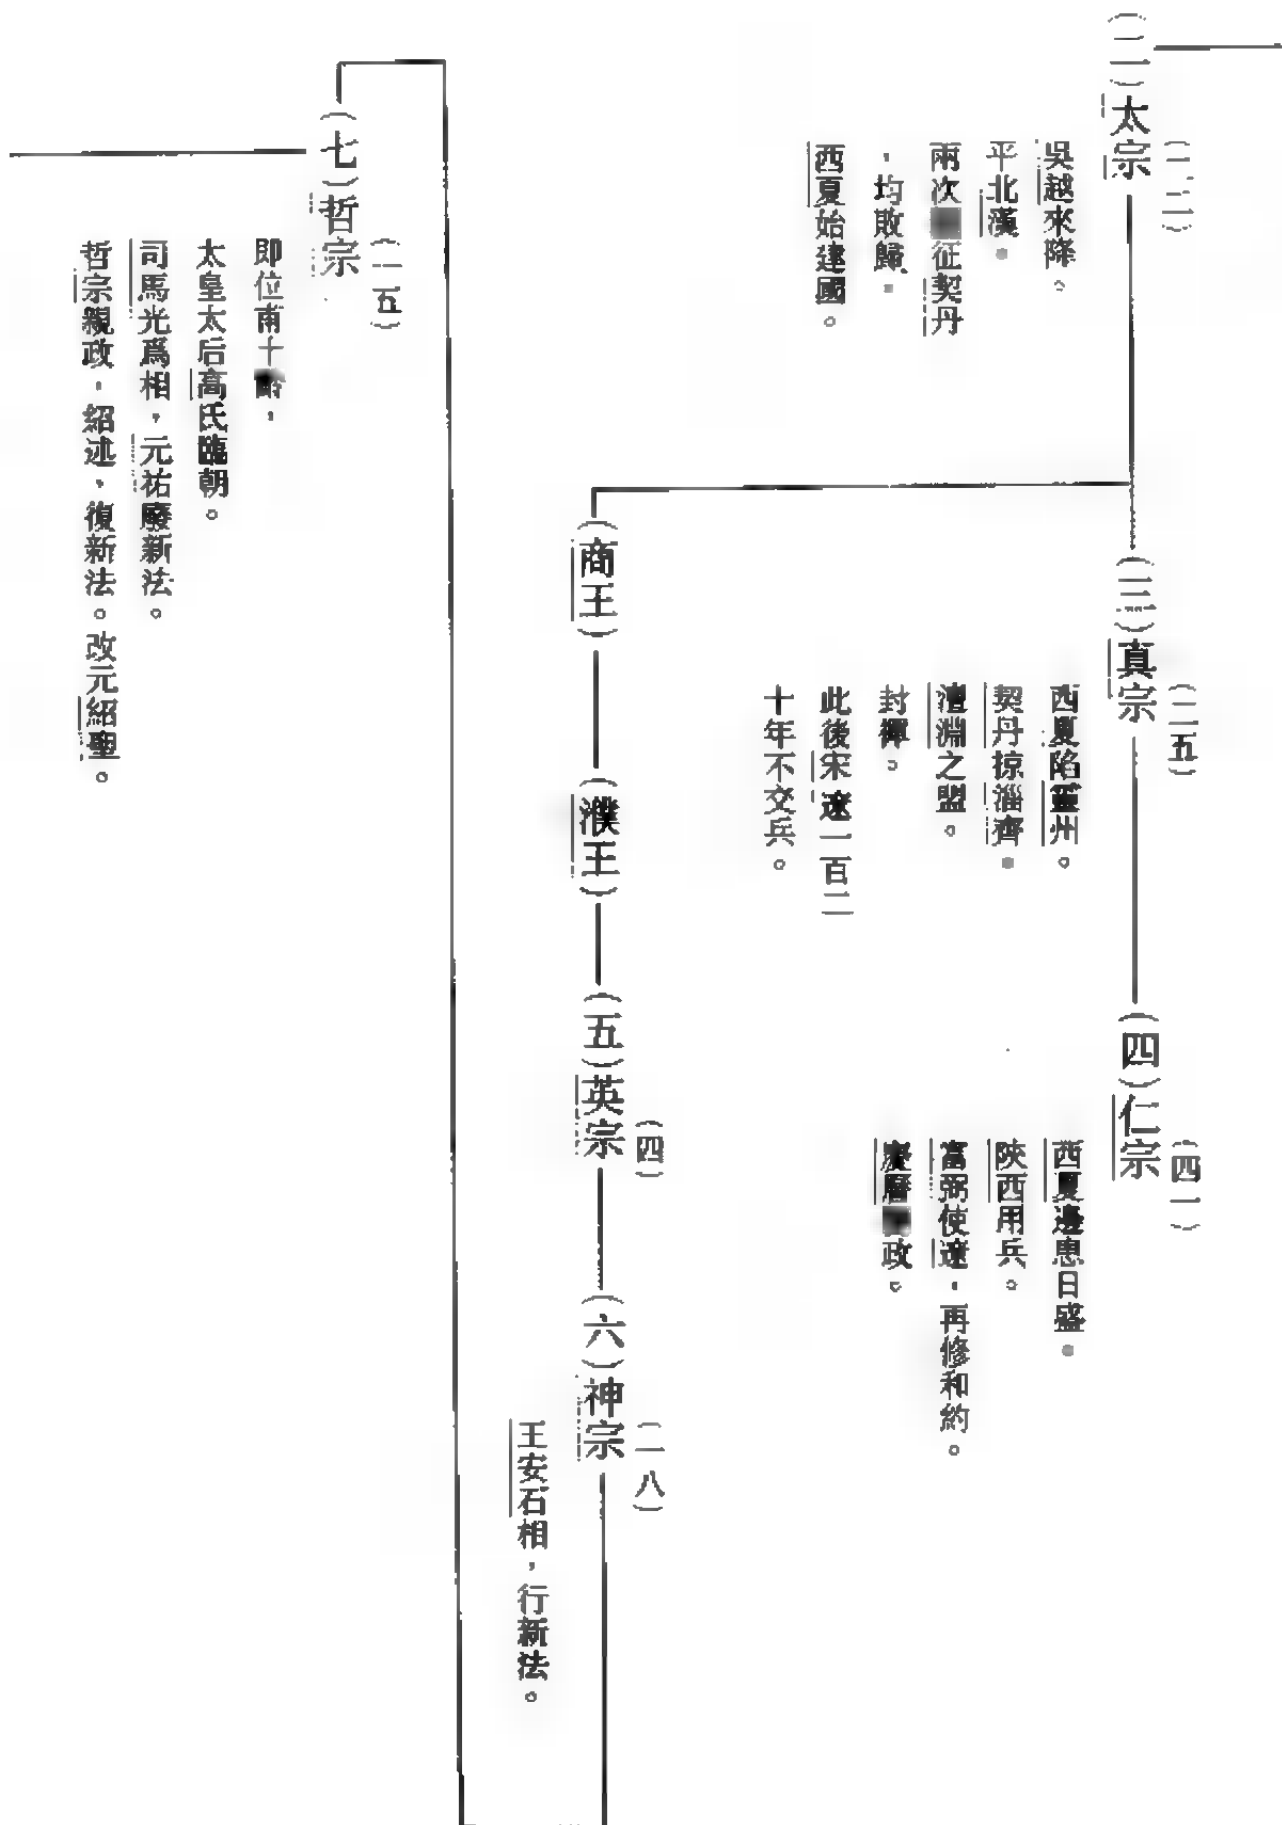 (二)太宗
(二二)
吳越來降。
平北漢。
兩次征契丹
，均敗歸。
西夏始建國。
(三)真宗
(二五)
西夏陷靈州。
契丹掠淄齊。
澶淵之盟。
封禪。
此後宋遼一百二
十年不交兵。
(四)仁宗
(四一)
西夏邊患日盛。
陝西用兵。
富弼使遼，再修和約。
慶曆政。
(商王)
(濮王)
(五)英宗
(四)
(六)神宗
(一八)
王安石相，行新法。
(七)哲宗
(一五)
即位甫十齡，
太皇太后高氏臨朝。
司馬光爲相，元祐廢新法。
哲宗親政，紹述，復新法。改元紹聖。